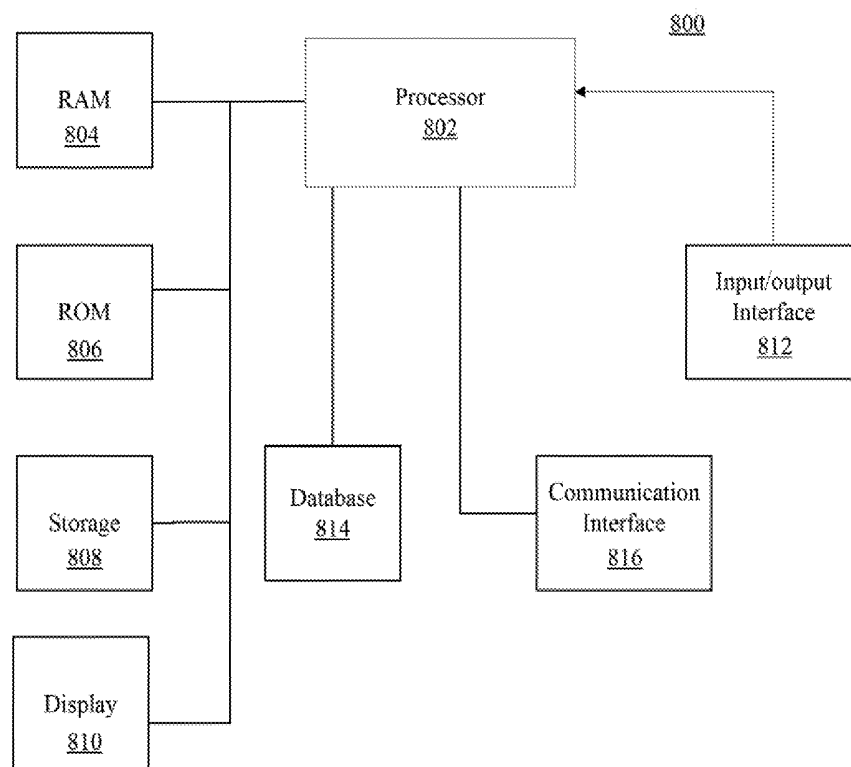 800
RAM
804
Processor
802
ROM
806
Input/output
Interface
812
Storage
808
Database
814
Communication
Interface
816
Display
810